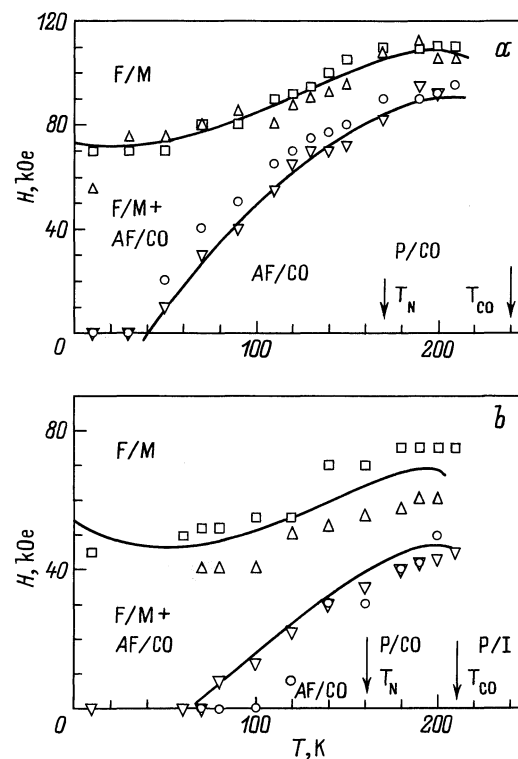 120
a
F/M
80
H, kOe
F/M+
AF/CO
40
AF/CO
P/CO
T_N
T_CO
0
100
200
b
80
F/M
H, kOe
40
F/M+
AF/CO
AF/CO
P/CO
P/I
T_N
T_CO
0
100
200
T, K